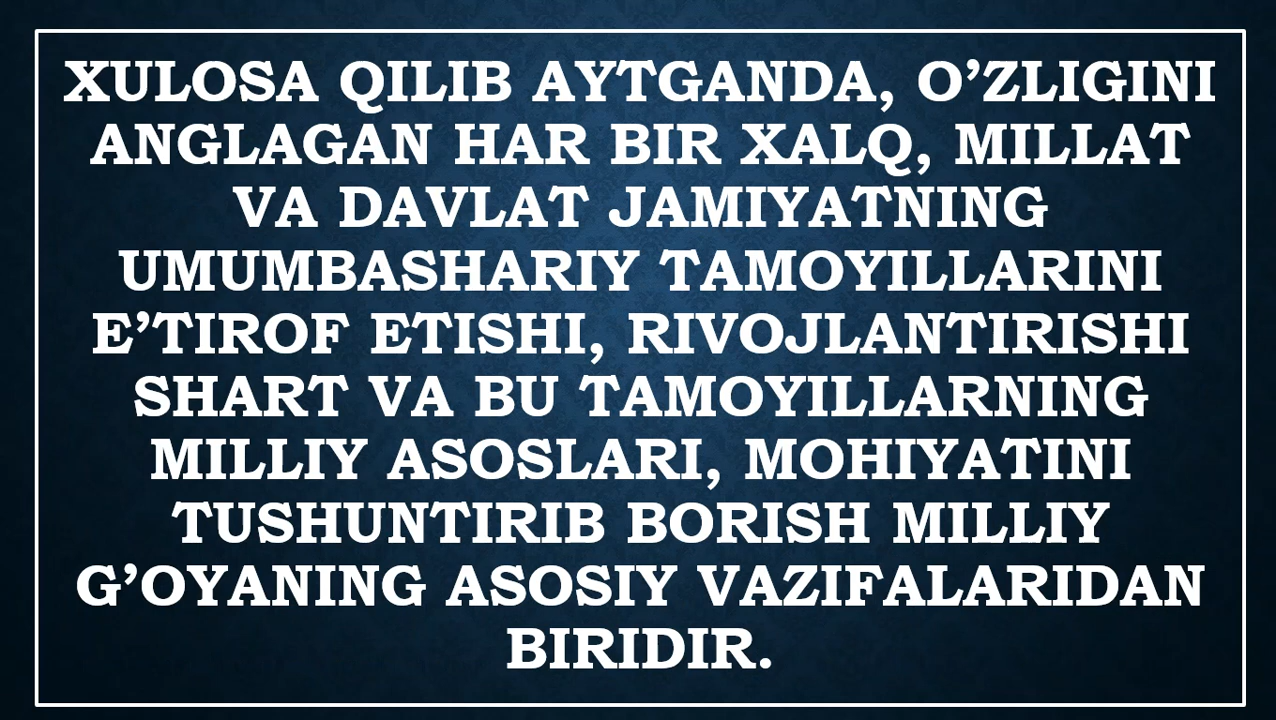 XULOSA QILIB AYTGANDA, O’ZLIGINI
ANGLAGAN HAR BIR XALQ, MILLAT
VA DAVLAT JAMIYATNING
UMUMBASHARIY TAMOYILLARINI
E’TIROF ETISHI, RIVOJLANTIRISHI
SHART VA BU TAMOYILLARNING
MILLIY ASOSLARI, MOHIYATINI
TUSHUNTIRIB BORISH MILLIY
G’OYANING ASOSIY VAZIFALARIDAN
BIRIDIR.